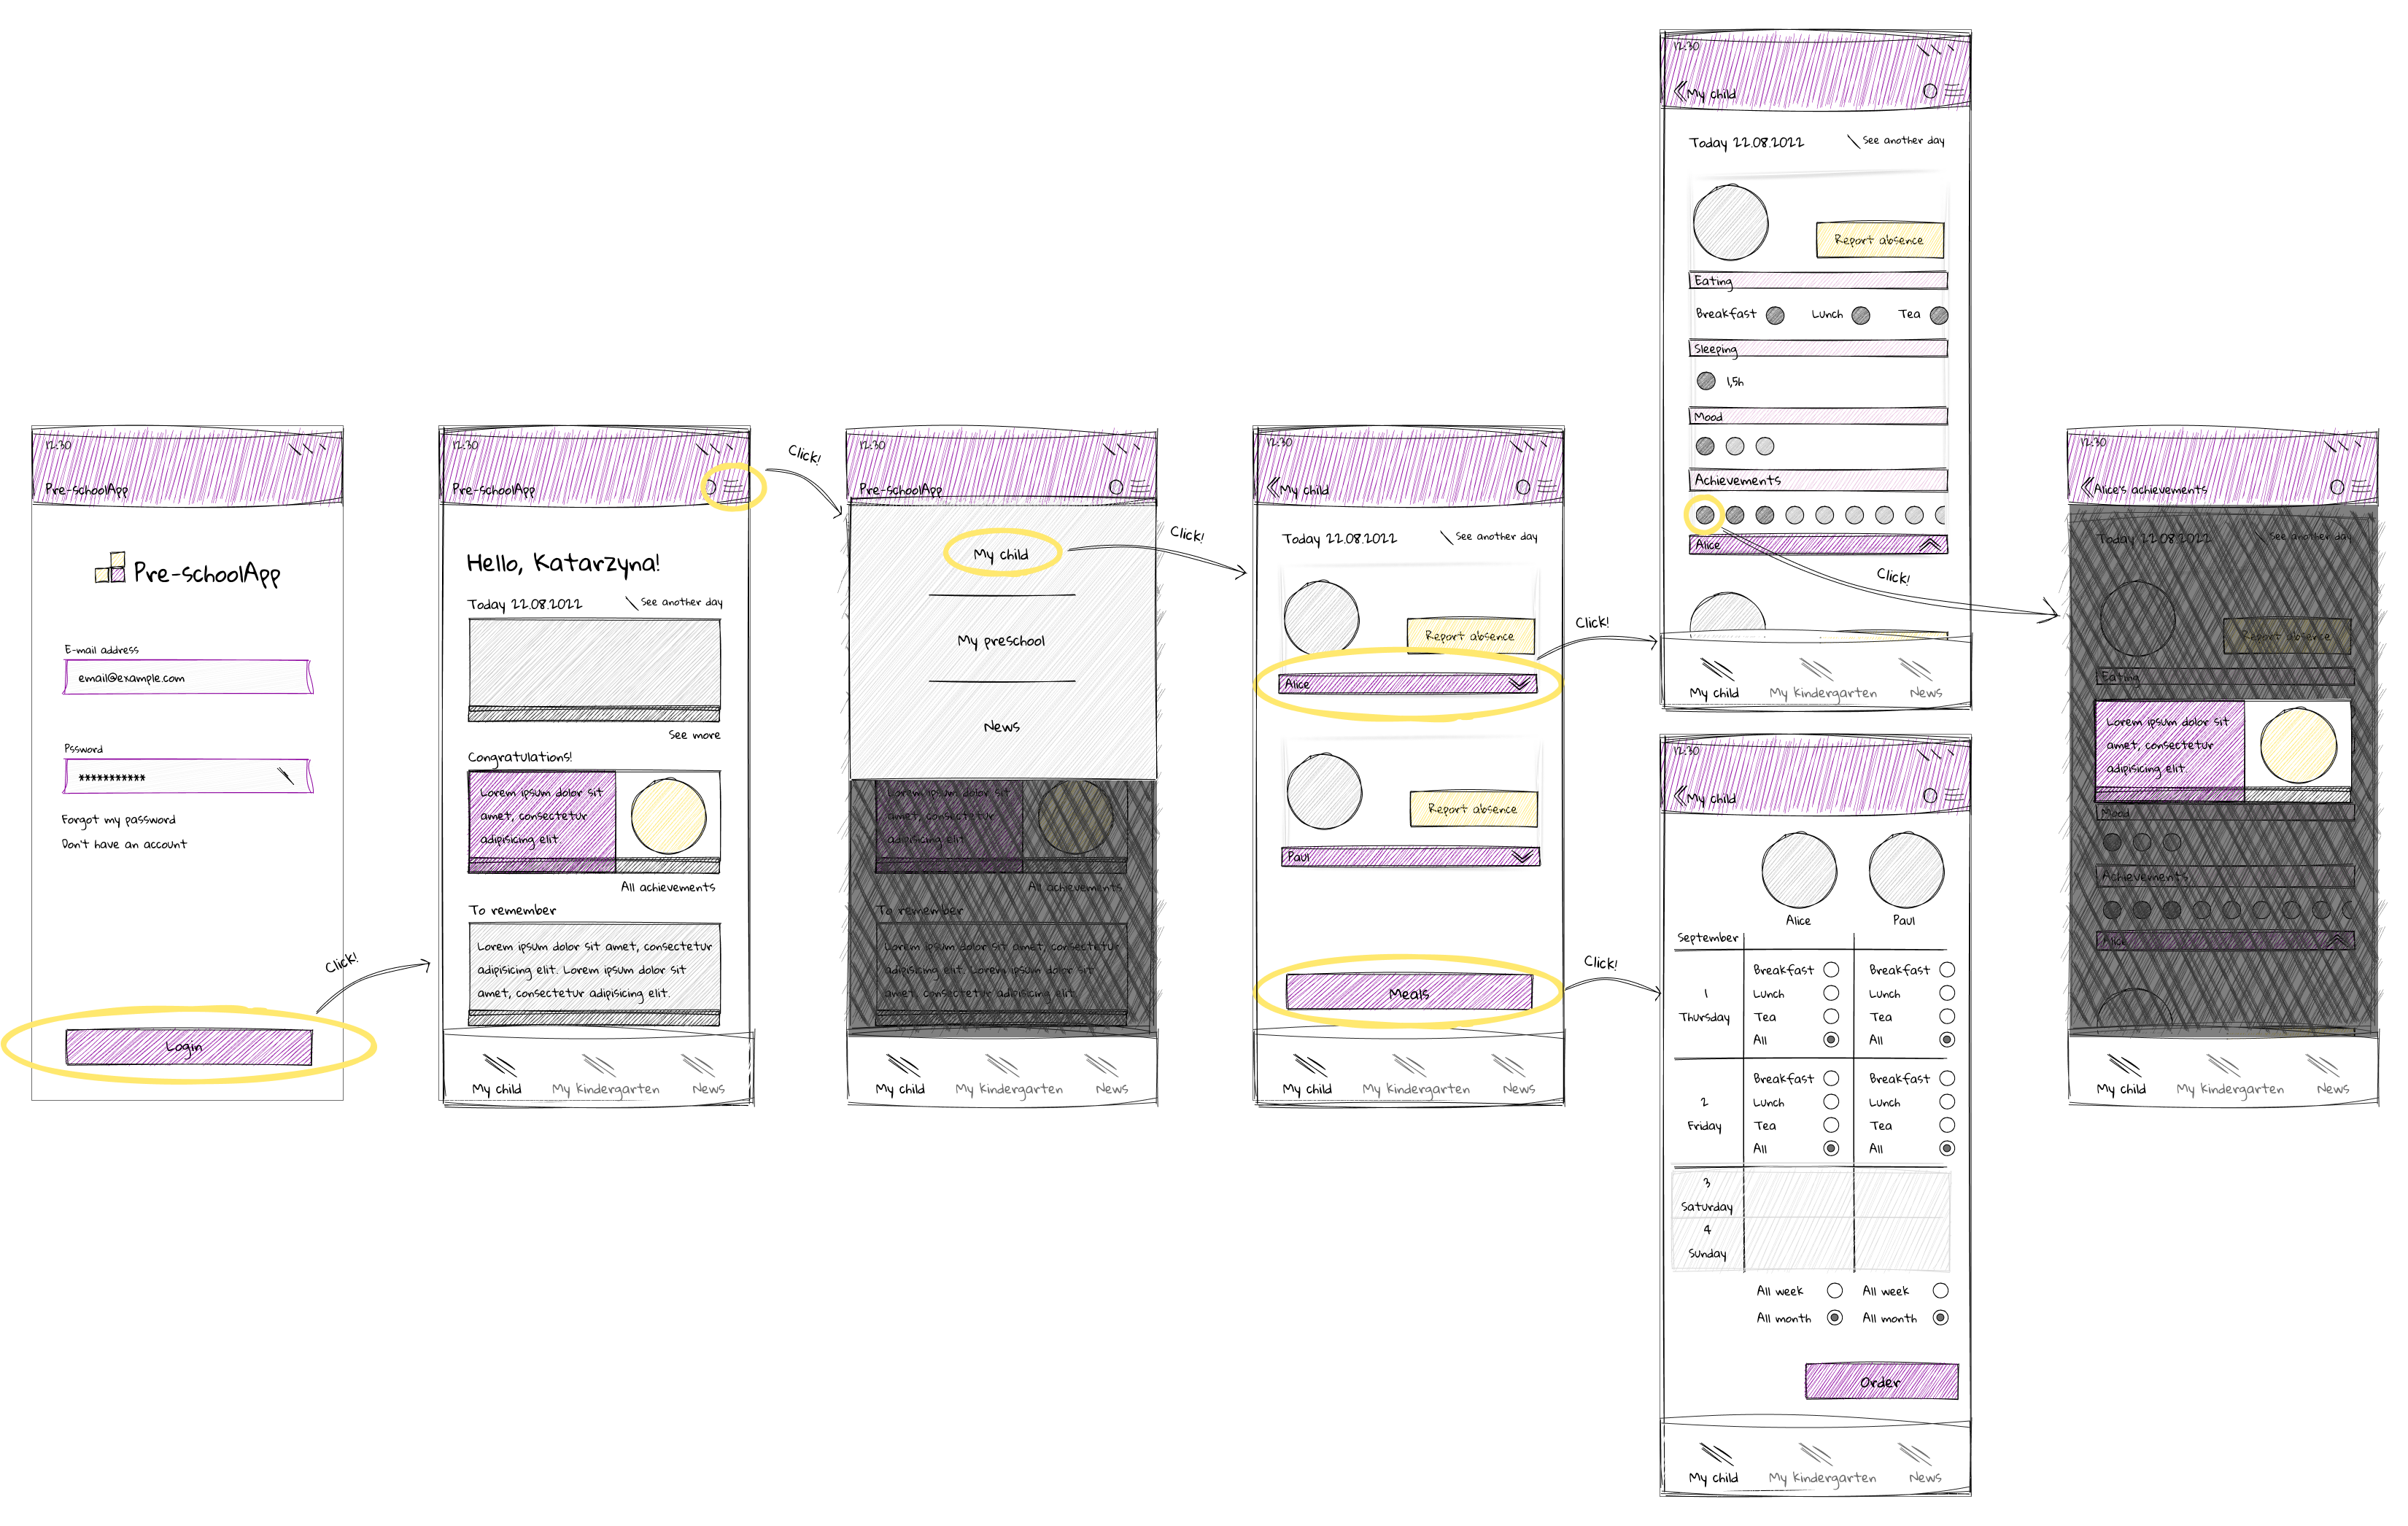 12:30
Pre-schoolApp
Pre-schoolApp
E-mail address
email@example.com
Pssword
***********
Forgot my password
Don't have an account
Login
Click!
12:30
Pre-schoolApp
Hello, Katarzyna!
Today 22.08.2022 See another day
See more
Congratulations!
Lorem ipsum dolor sit
amet, consectetur
adipisicing elit.
All achievements
To remember
Lorem ipsum dolor sit amet, consectetur
adipisicing elit. Lorem ipsum dolor sit
amet, consectetur adipisicing elit.
My child My kindergarten News
Click!
12:30
Pre-schoolApp
My child
My preschool
News
Lorem ipsum dolor sit
amet, consectetur
adipisicing elit.
All achievements
To remember
Lorem ipsum dolor sit amet, consectetur
adipisicing elit. Lorem ipsum dolor sit
amet, consectetur adipisicing elit.
My child My kindergarten News
Click!
12:30
My child
Today 22.08.2022 See another day
Report absence
Alice
Report absence
Paul
Meals
My child My kindergarten News
Click!
Click!
12:30
My child
Today 22.08.2022 See another day
Report absence
Eating
Breakfast Lunch Tea
Sleeping
1,5h
Mood
Achievements
Alice
My child My kindergarten News
Click!
12:30
My child
Alice Paul
September
Breakfast Breakfast
1 Lunch Lunch
Thursday Tea Tea
All All
Breakfast Breakfast
2 Lunch Lunch
Friday Tea Tea
All All
3
Saturday
4
Sunday
All week All week
All month All month
Order
My child My kindergarten News
12:30
Alice's achievements
Today 22.08.2022 See another day
Report absence
Eating
Lorem ipsum dolor sit
amet, consectetur
adipisicing elit.
Mood
Achievements
Alice
My child My kindergarten News